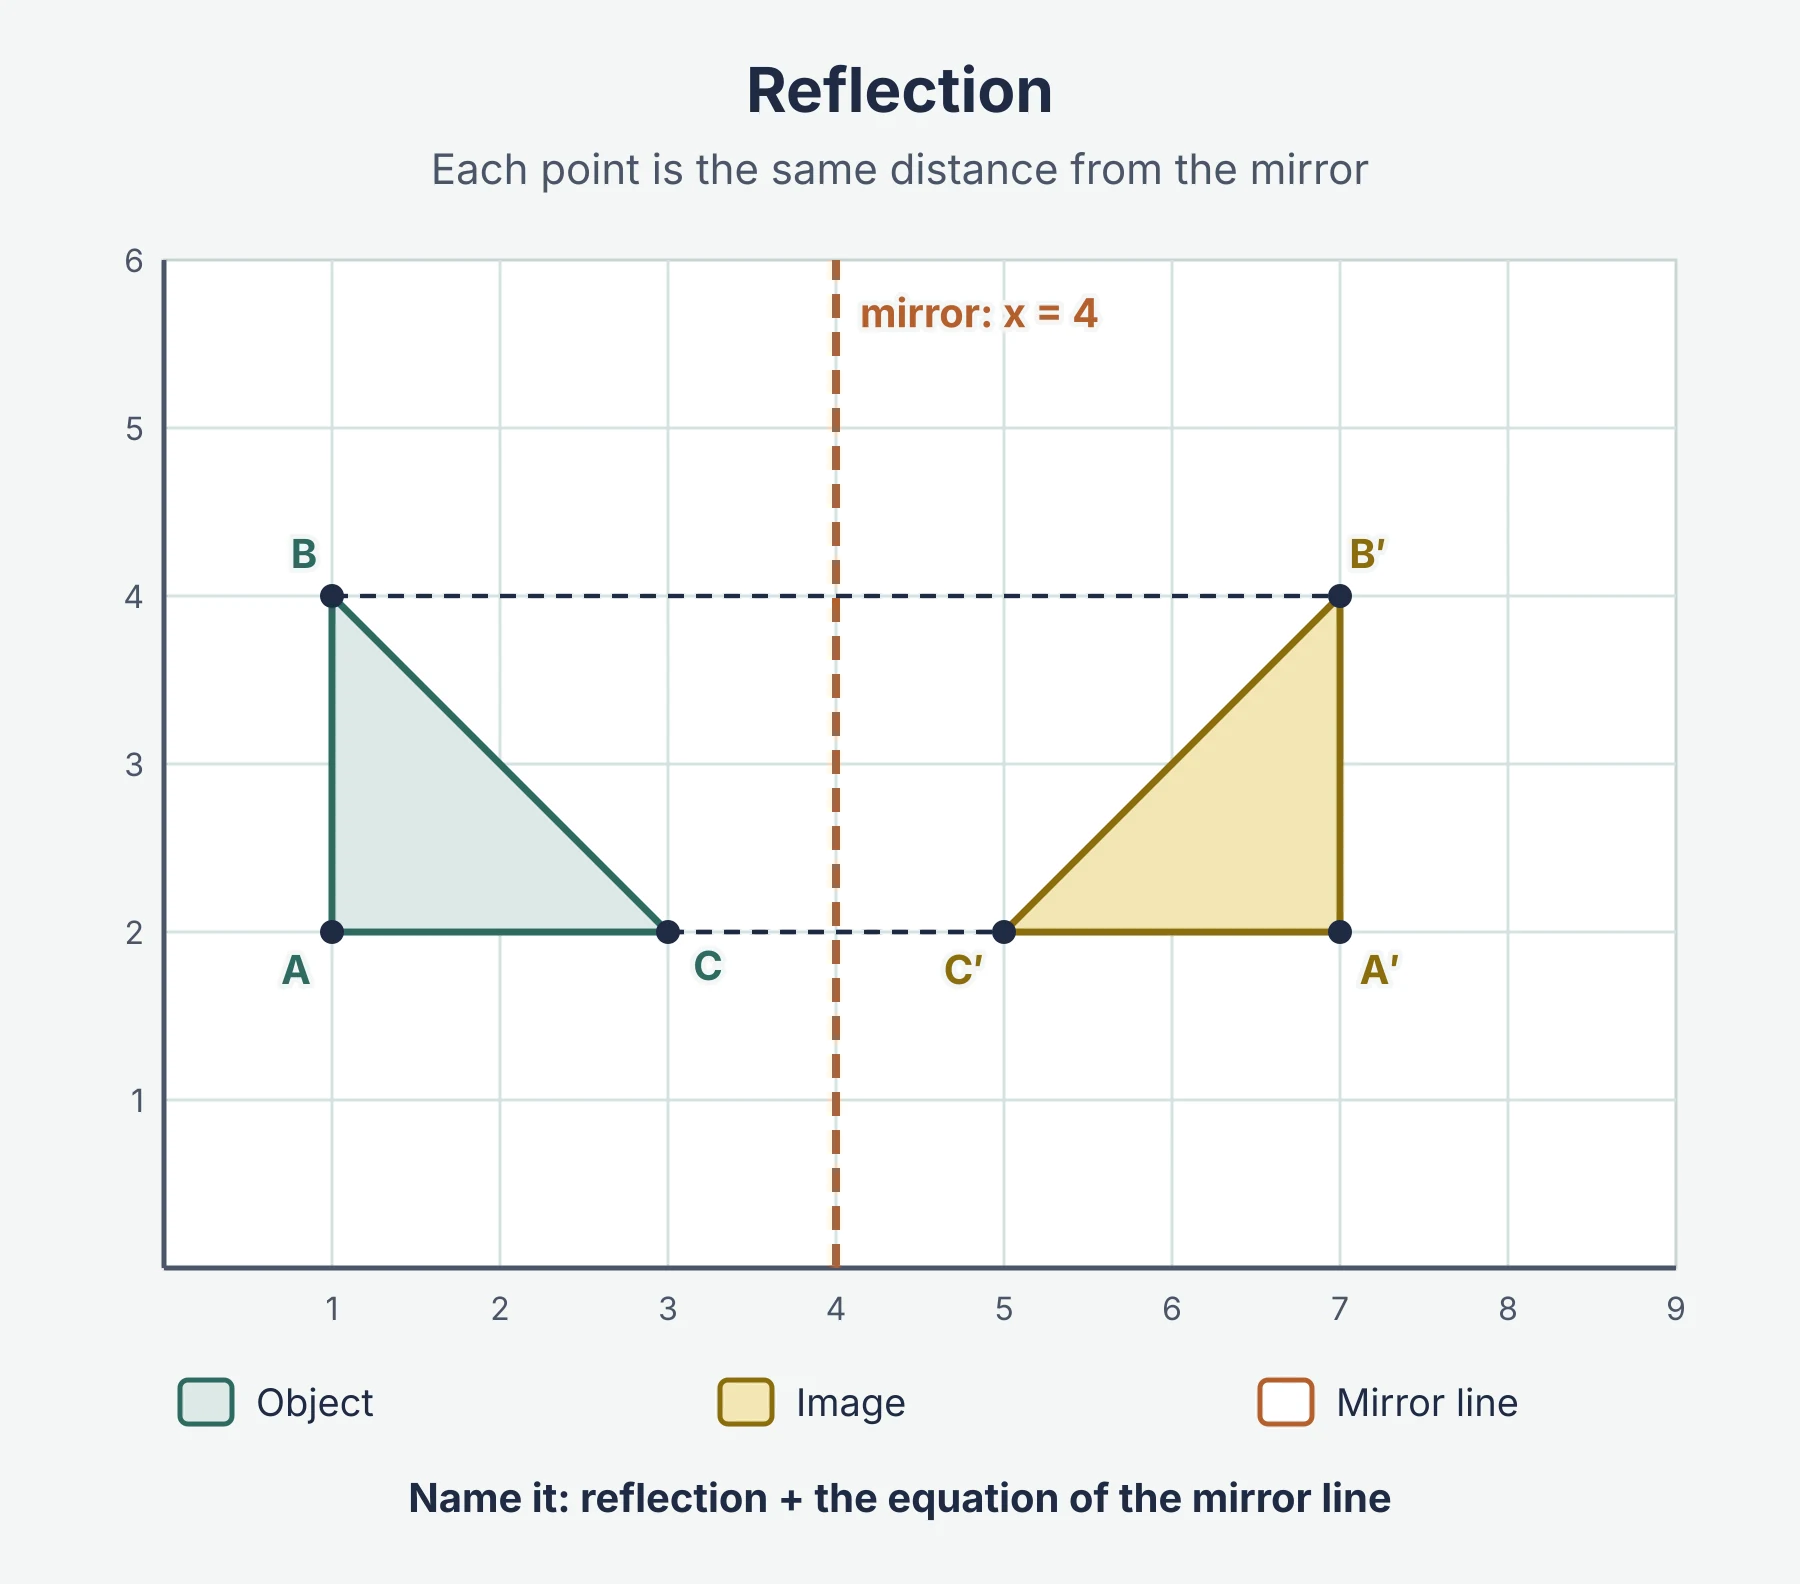 Reflection
Each point is the same distance from the mirror
6
mirror: x = 4
5
B
B′
4
3
2
A
C
C′
A′
1
1 2 3 4 5 6 7 8 9
Object
Image
Mirror line
Name it: reflection + the equation of the mirror line